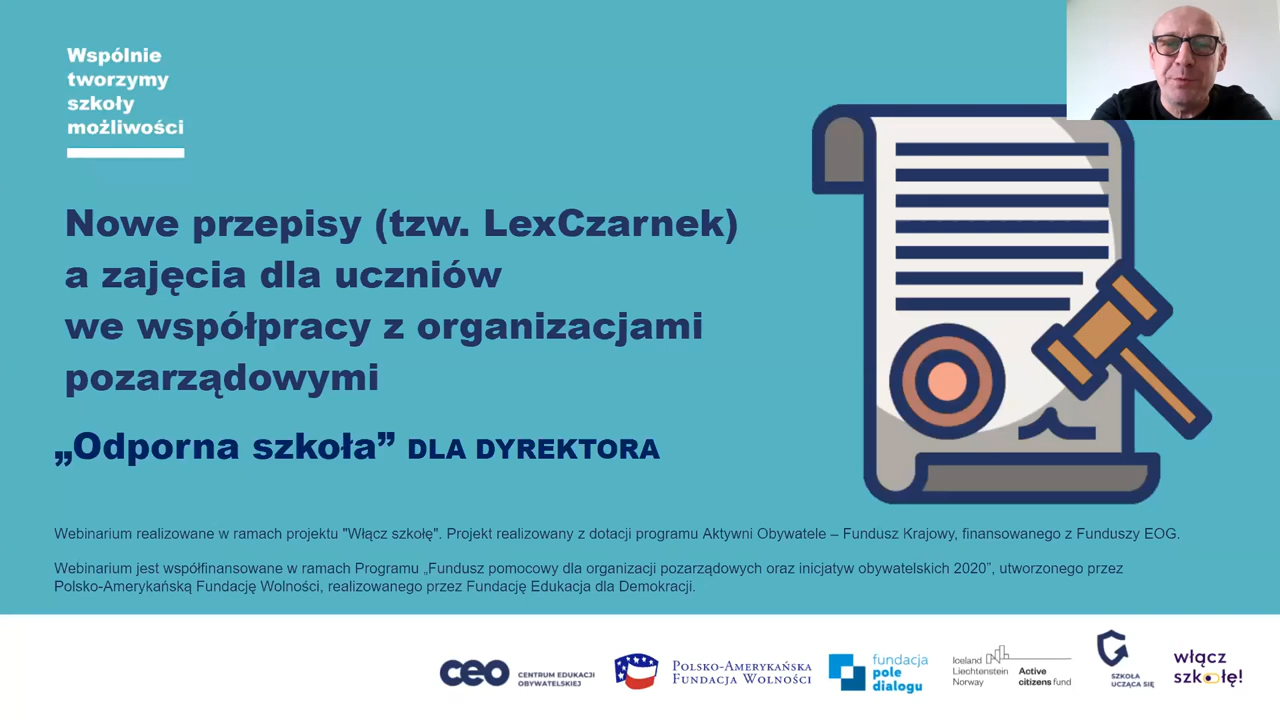 Wspólnie
tworzymy
szkoły
możliwości
Nowe przepisy (tzw. LexCzarnek)
a zajęcia dla uczniów
we współpracy z organizacjami
pozarządowymi
„Odporna szkoła” DLA DYREKTORA
Webinarium realizowane w ramach projektu "Włącz szkołę". Projekt realizowany z dotacji programu Aktywni Obywatele – Fundusz Krajowy, finansowanego z Funduszy EOG.
Webinarium jest współfinansowane w ramach Programu „Fundusz pomocowy dla organizacji pozarządowych oraz inicjatyw obywatelskich 2020”, utworzonego przez
Polsko-Amerykańską Fundację Wolności, realizowanego przez Fundację Edukacja dla Demokracji.
ceo CENTRUM EDUKACJI
OBYWATELSKIEJ
POLSKO-AMERYKAŃSKA
FUNDACJA WOLNOŚCI
fundacja
pole
dialogu
Iceland
Liechtenstein
Norway
Active
citizens fund
SZKOŁA
UCZĄCA SIĘ
włącz
szkołę!